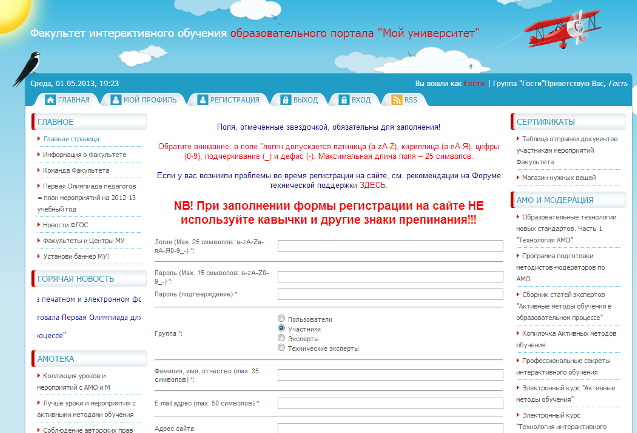 Факультет интерактивного обучения образовательного портала "Мой университет"
Среда, 01.05.2013, 19:23
Вы вошли как Гость | Группа "Гости"Приветствую Вас, Гость
ГЛАВНАЯ
МОЙ ПРОФИЛЬ
РЕГИСТРАЦИЯ
ВЫХОД
ВХОД
RSS
ГЛАВНОЕ
Главная страница
Информация о Факультете
Команда Факультета
Первая Олимпиада педагогов
= план мероприятий на 2012-13
учебный год
Новости ФГОС
Факультеты и Центры МУ
Установи баннер МУ!
ГОРЯЧАЯ НОВОСТЬ
в печатном и электронном фо
товала Первая Олимпиада для
роцессе"
АМОТЕКА
Коллекция уроков и
мероприятий с АМО и М
Лучше уроки и мероприятия с
активными методами обучения
Соблюдение авторских прав
Поля, отмеченные звездочкой, обязательны для заполнения!
Обратите внимание: в поле "логин допускается латиница (a-zA-Z), кириллица (а-яА-Я), цифры
(0-9), подчеркивание (_) и дефис (-). Максимальная длина поля = 25 символов.
Если у вас возникли проблемы во время регистрации на сайте, см. рекомендации на Форуме
технической поддержки ЗДЕСЬ.
NB! При заполнении формы регистрации на сайте НЕ
используйте кавычки и другие знаки препинания!!!
Логин (Max. 25 символов: a-zA-Zа-
яА-Я0-9_-) *:
Пароль (Max. 15 символов: a-zA-Z0-
9_-) *:
Пароль (подтверждение) *:
Группа *:
Пользователи
Участники
Эксперты
Технические эксперты
Фамилия, имя, отчество (max. 35
символов) *:
E-mail адрес (max. 50 символов) *:
Адрес сайта:
СЕРТИФИКАТЫ
Таблица отправки документов
участникам мероприятий
Факультета
Магазин нужных вещей
АМО И МОДЕРАЦИЯ
Образовательные технологии
новых стандартов. Часть 1
"Технология АМО"
Программа подготовки
методистов-модераторов по
АМО
Сборник статей экспертов
"Активные методы обучения в
образовательном процессе"
Копилочка Активных методов
обучения
Профессиональные секреты
интерактивного обучения
Электронный курс "Активные
методы обучения"
Электронный курс
"Технология интерактивного